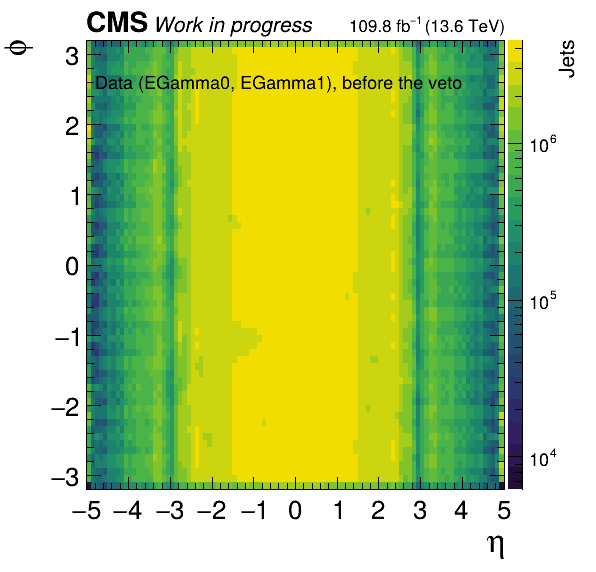 CMS Work in progress 109.8 fb⁻¹ (13.6 TeV)
ϕ
Jets
Data (EGamma0, EGamma1), before the veto
3
2
1
0
−1
−2
−3
10⁶
10⁵
10⁴
−5 −4 −3 −2 −1 0 1 2 3 4 5
η